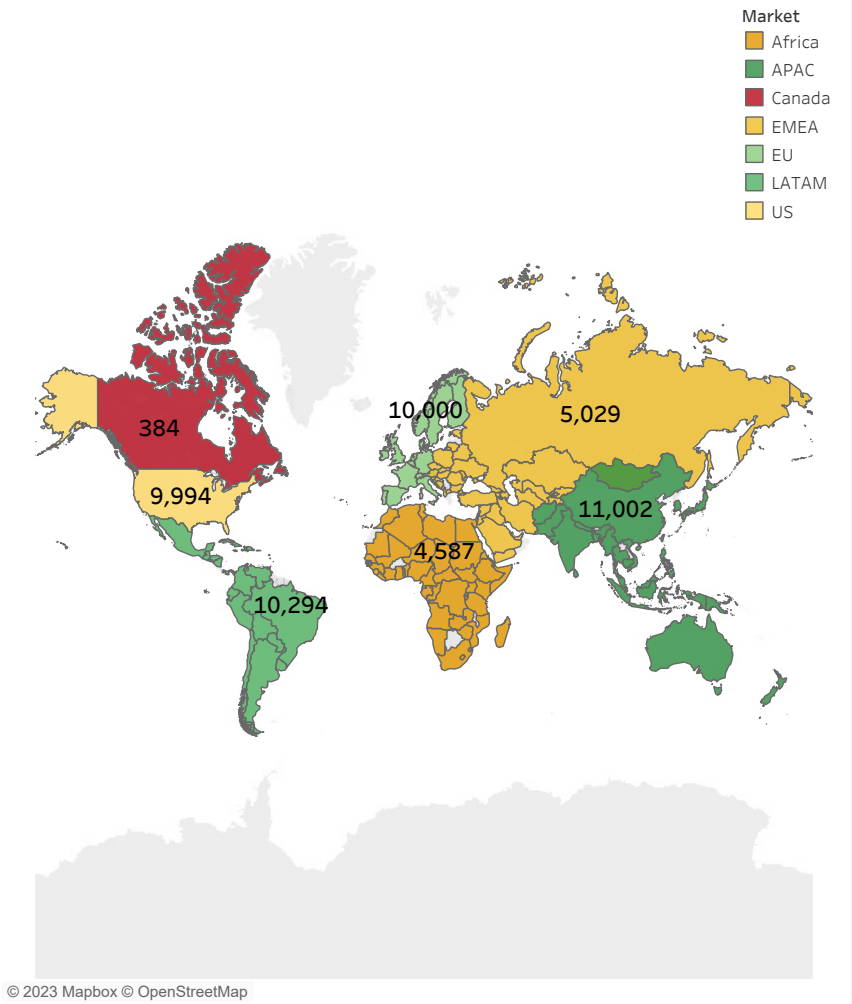 Market
Africa
APAC
Canada
EMEA
EU
LATAM
US
10,000
5,029
384
9,994
11,002
4,587
10,294
© 2023 Mapbox © OpenStreetMap